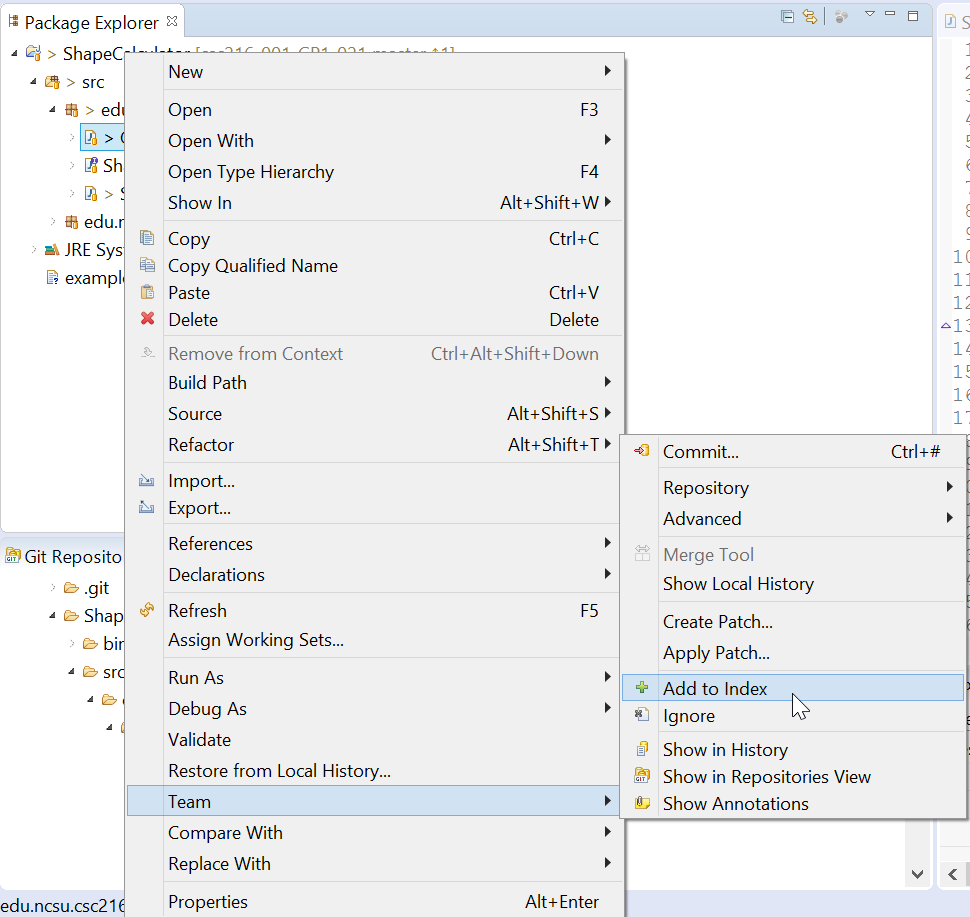 Package Explorer
> ShapeCalculator [csc216-001-GP1-021 master ↑1]
> src
> edu
>
Sh
> S
edu.n
JRE Sys
example
New
Open F3
Open With
Open Type Hierarchy F4
Show In Alt+Shift+W
Copy Ctrl+C
Copy Qualified Name
Paste Ctrl+V
Delete Delete
Remove from Context Ctrl+Alt+Shift+Down
Build Path
Source Alt+Shift+S
Refactor Alt+Shift+T
Import...
Export...
References
Declarations
Refresh F5
Assign Working Sets...
Run As
Debug As
Validate
Restore from Local History...
Team
Compare With
Replace With
Properties Alt+Enter
Commit... Ctrl+#
Repository
Advanced
Merge Tool
Show Local History
Create Patch...
Apply Patch...
Add to Index
Ignore
Show in History
Show in Repositories View
Show Annotations
Git Reposito
.git
Shap
bin
src
edu.ncsu.csc216
S
1
2
3
4
5
6
7
8
9
10
11
12
13
14
15
16
17